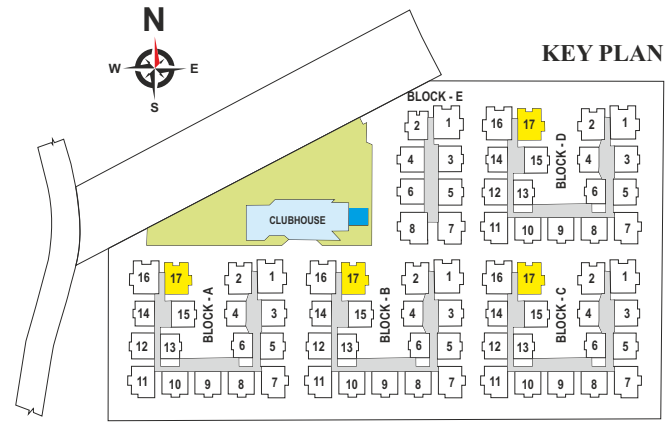 N
W E
S
KEY PLAN
BLOCK - E
2 1
4 3
6 5
8 7
BLOCK - D
16 17 2 1
14 15 4 3
12 13 6 5
11 10 9 8 7
CLUBHOUSE
BLOCK - A
16 17 2 1
14 15 4 3
12 13 6 5
11 10 9 8 7
BLOCK - B
16 17 2 1
14 15 4 3
12 13 6 5
11 10 9 8 7
BLOCK - C
16 17 2 1
14 15 4 3
12 13 6 5
11 10 9 8 7